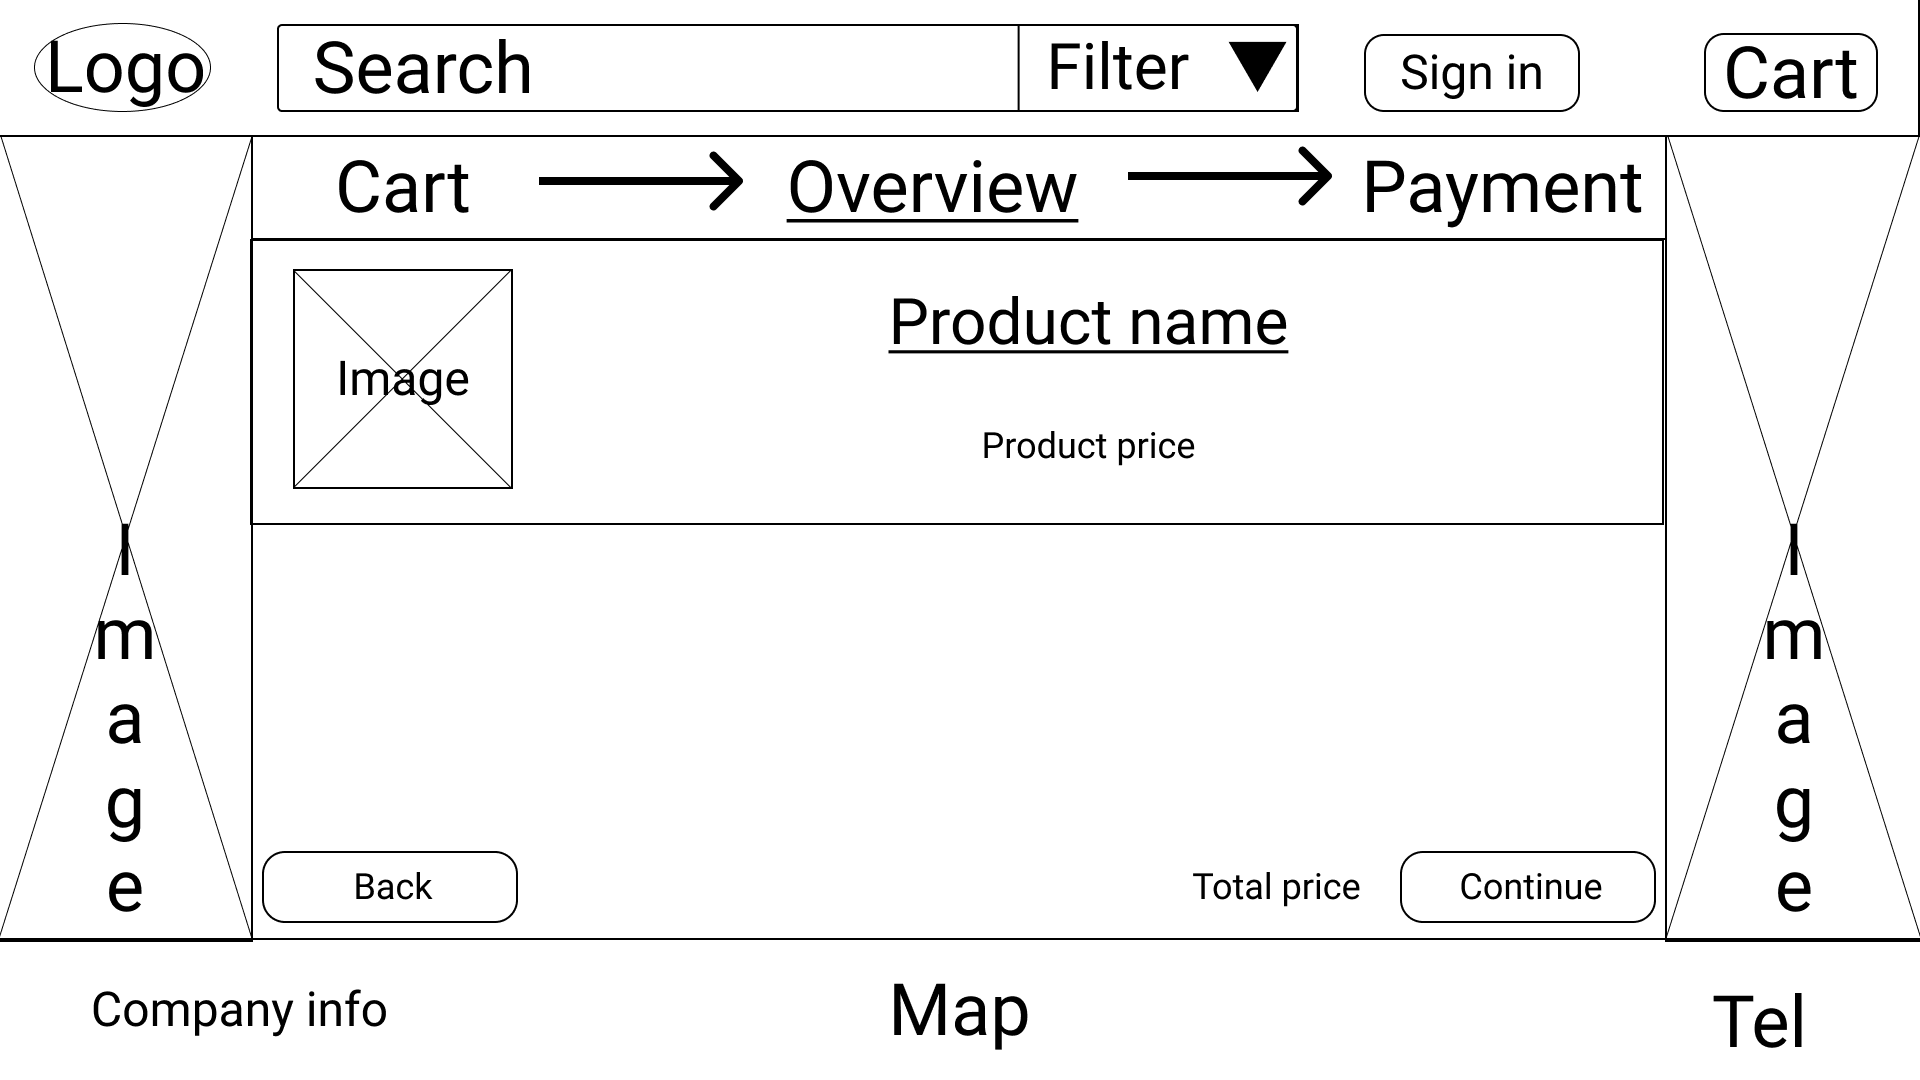 Logo
Search
Filter
Sign in
Cart
Cart
Overview
Payment
Image
Product name
Product price
I
m
a
g
e
I
m
a
g
e
Back
Total price
Continue
Company info
Map
Tel